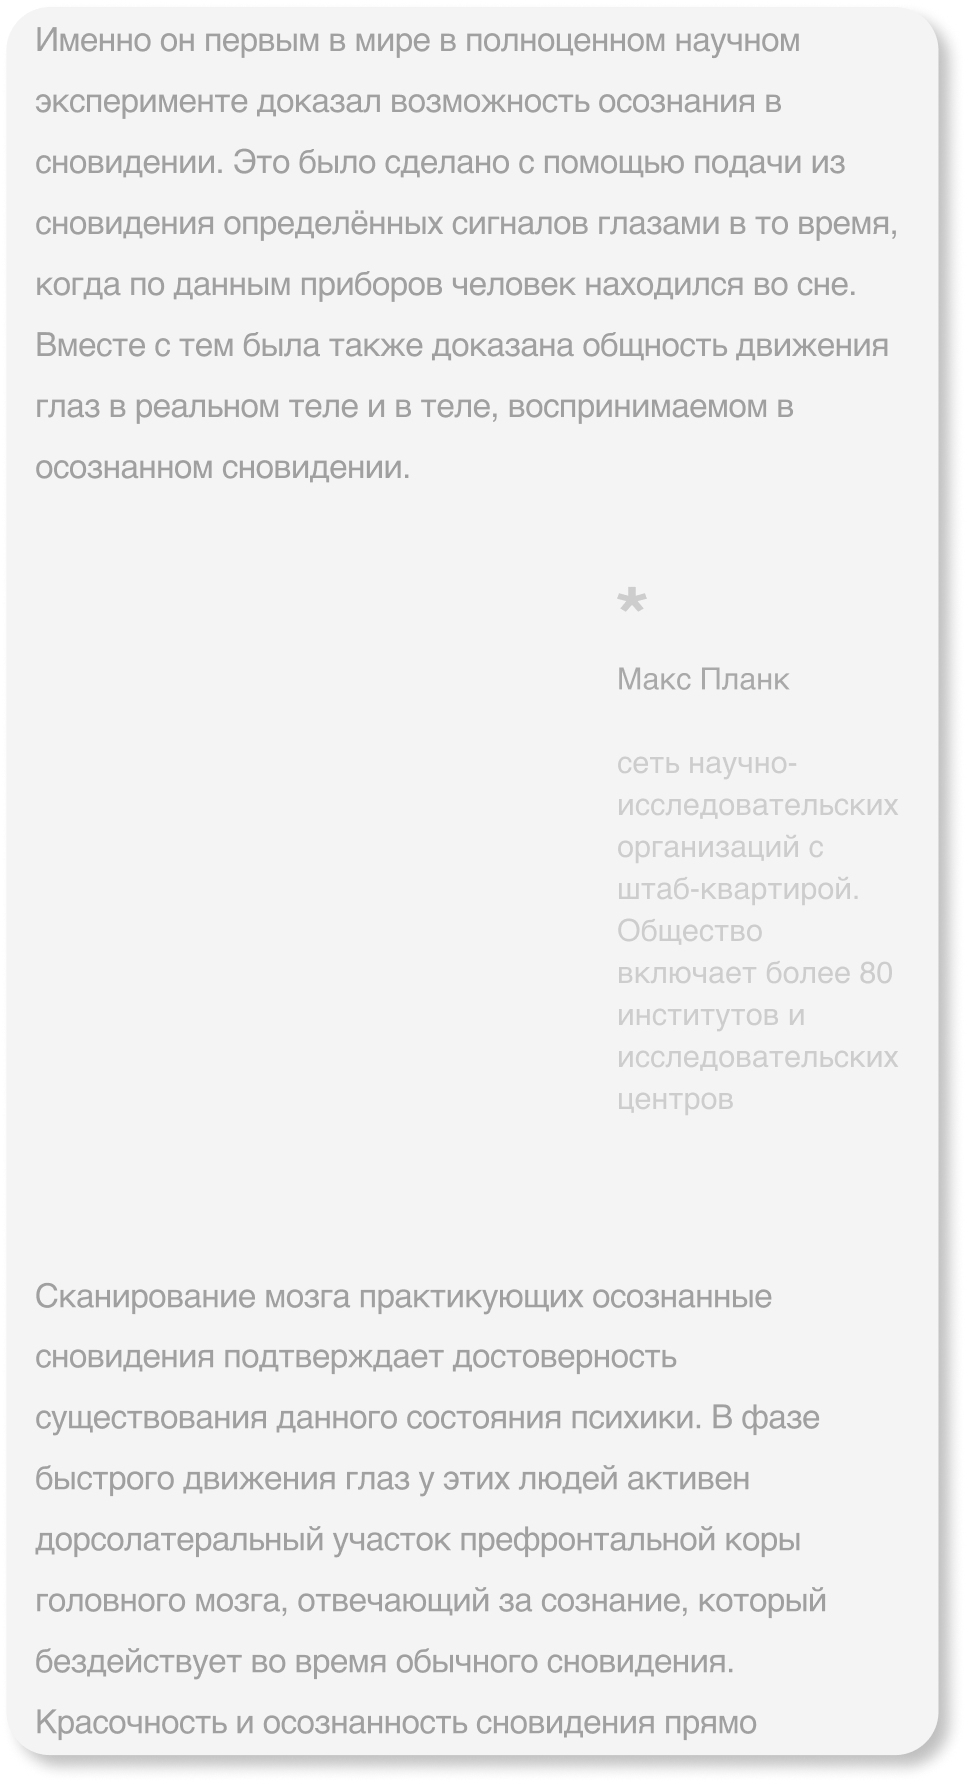 Именно он первым в мире в полноценном научном
эксперименте доказал возможность осознания в
сновидении. Это было сделано с помощью подачи из
сновидения определённых сигналов глазами в то время,
когда по данным приборов человек находился во сне.
Вместе с тем была также доказана общность движения
глаз в реальном теле и в теле, воспринимаемом в
осознанном сновидении.
*
Макс Планк
сеть научно-
исследовательских
организаций с
штаб-квартирой.
Общество
включает более 80
институтов и
исследовательских
центров
Сканирование мозга практикующих осознанные
сновидения подтверждает достоверность
существования данного состояния психики. В фазе
быстрого движения глаз у этих людей активен
дорсолатеральный участок префронтальной коры
головного мозга, отвечающий за сознание, который
бездействует во время обычного сновидения.
Красочность и осознанность сновидения прямо